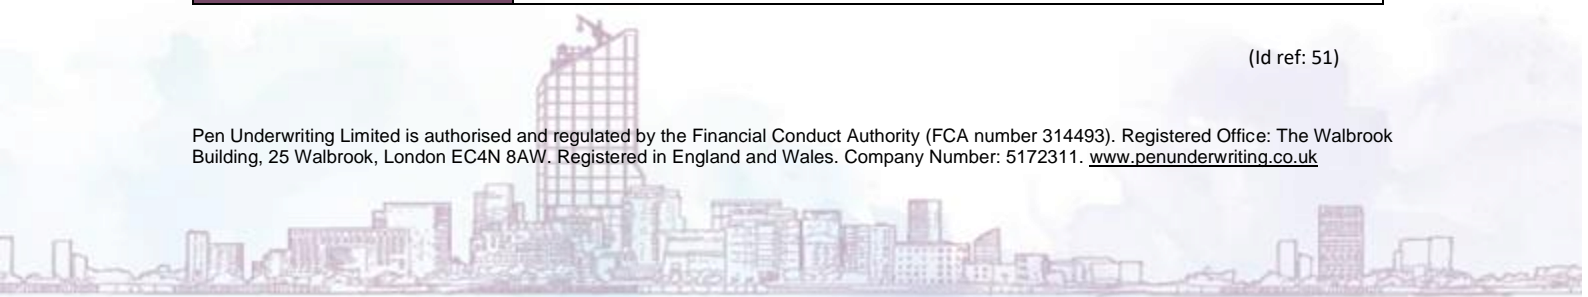 (Id ref: 51)
Pen Underwriting Limited is authorised and regulated by the Financial Conduct Authority (FCA number 314493). Registered Office: The Walbrook
Building, 25 Walbrook, London EC4N 8AW. Registered in England and Wales. Company Number: 5172311. www.penunderwriting.co.uk